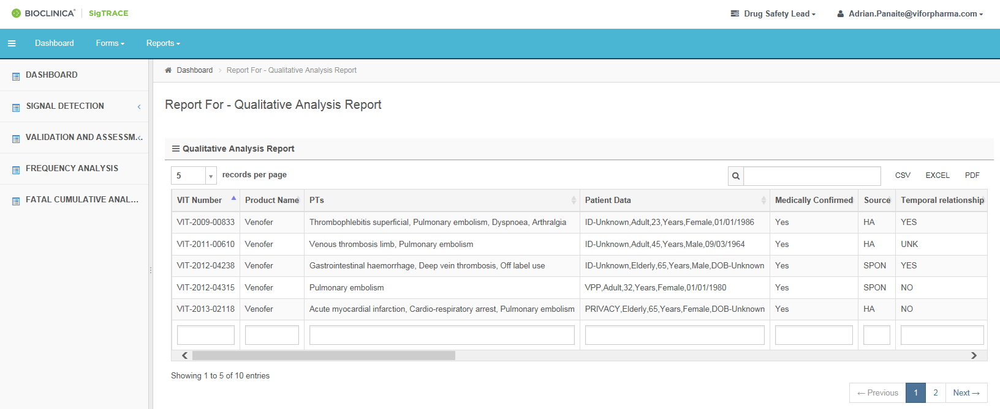 BIOCLINICA® SigTRACE Drug Safety Lead Adrian.Panaite@viforpharma.com
Dashboard Forms Reports
DASHBOARD
SIGNAL DETECTION
VALIDATION AND ASSESSM...
FREQUENCY ANALYSIS
FATAL CUMULATIVE ANAL...
Dashboard > Report For - Qualitative Analysis Report
Report For - Qualitative Analysis Report
Qualitative Analysis Report
5 records per page CSV EXCEL PDF
VIT Number Product Name PTs Patient Data Medically Confirmed Source Temporal relationship
VIT-2009-00833 Venofer Thrombophlebitis superficial, Pulmonary embolism, Dyspnoea, Arthralgia ID-Unknown,Adult,23,Years,Female,01/01/1986 Yes HA YES
VIT-2011-00610 Venofer Venous thrombosis limb, Pulmonary embolism ID-Unknown,Adult,45,Years,Male,09/03/1964 Yes HA UNK
VIT-2012-04238 Venofer Gastrointestinal haemorrhage, Deep vein thrombosis, Off label use ID-Unknown,Elderly,65,Years,Male,DOB-Unknown Yes SPON YES
VIT-2012-04315 Venofer Pulmonary embolism VPP,Adult,32,Years,Female,01/01/1980 Yes SPON NO
VIT-2013-02118 Venofer Acute myocardial infarction, Cardio-respiratory arrest, Pulmonary embolism PRIVACY,Elderly,65,Years,Female,DOB-Unknown Yes HA NO
Showing 1 to 5 of 10 entries
← Previous 1 2 Next →